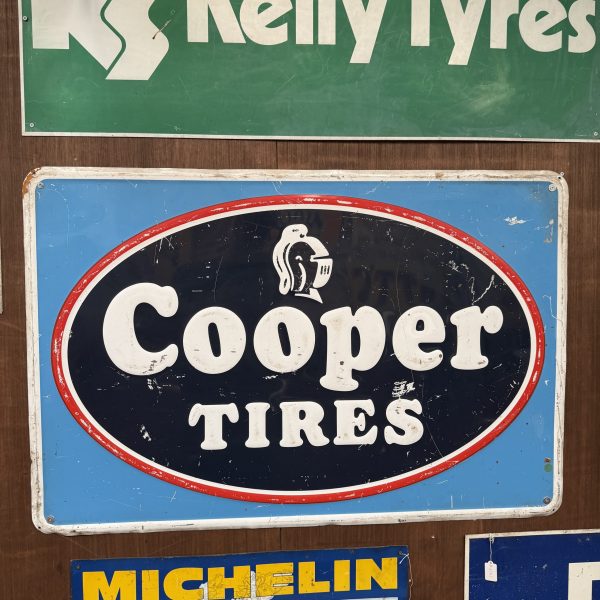 Kelly Tyres
Cooper
TIRES
MICHELIN